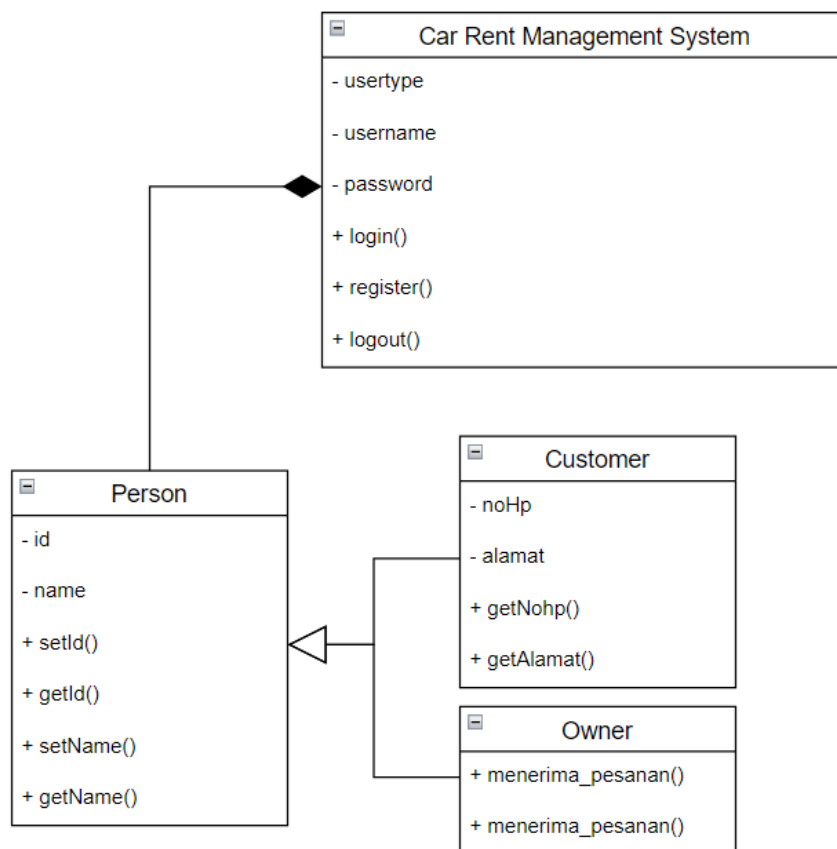 Car Rent Management System
- usertype
- username
- password
+ login()
+ register()
+ logout()
Person
- id
- name
+ setId()
+ getId()
+ setName()
+ getName()
Customer
- noHp
- alamat
+ getNohp()
+ getAlamat()
Owner
+ menerima_pesanan()
+ menerima_pesanan()